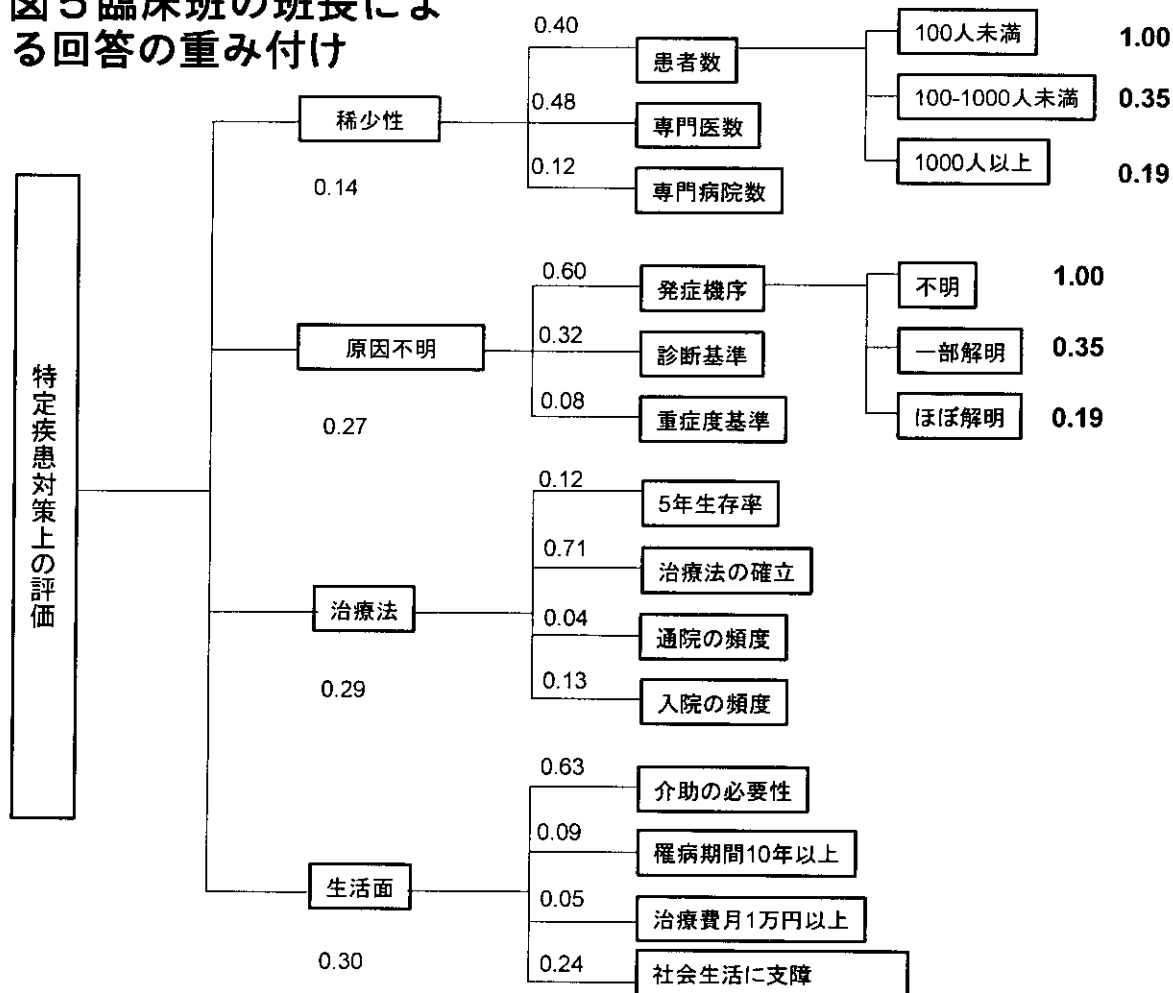 図5臨床班の班長によ
る回答の重み付け
特定疾患対策上の評価
稀少性
0.14
0.40
患者数
0.48
専門医数
0.12
専門病院数
100人未満
1.00
100-1000人未満
0.35
1000人以上
0.19
原因不明
0.27
0.60
発症機序
0.32
診断基準
0.08
重症度基準
不明
1.00
一部解明
0.35
ほぼ解明
0.19
治療法
0.29
0.12
5年生存率
0.71
治療法の確立
0.04
通院の頻度
0.13
入院の頻度
生活面
0.30
0.63
介助の必要性
0.09
罹病期間10年以上
0.05
治療費月1万円以上
0.24
社会生活に支障